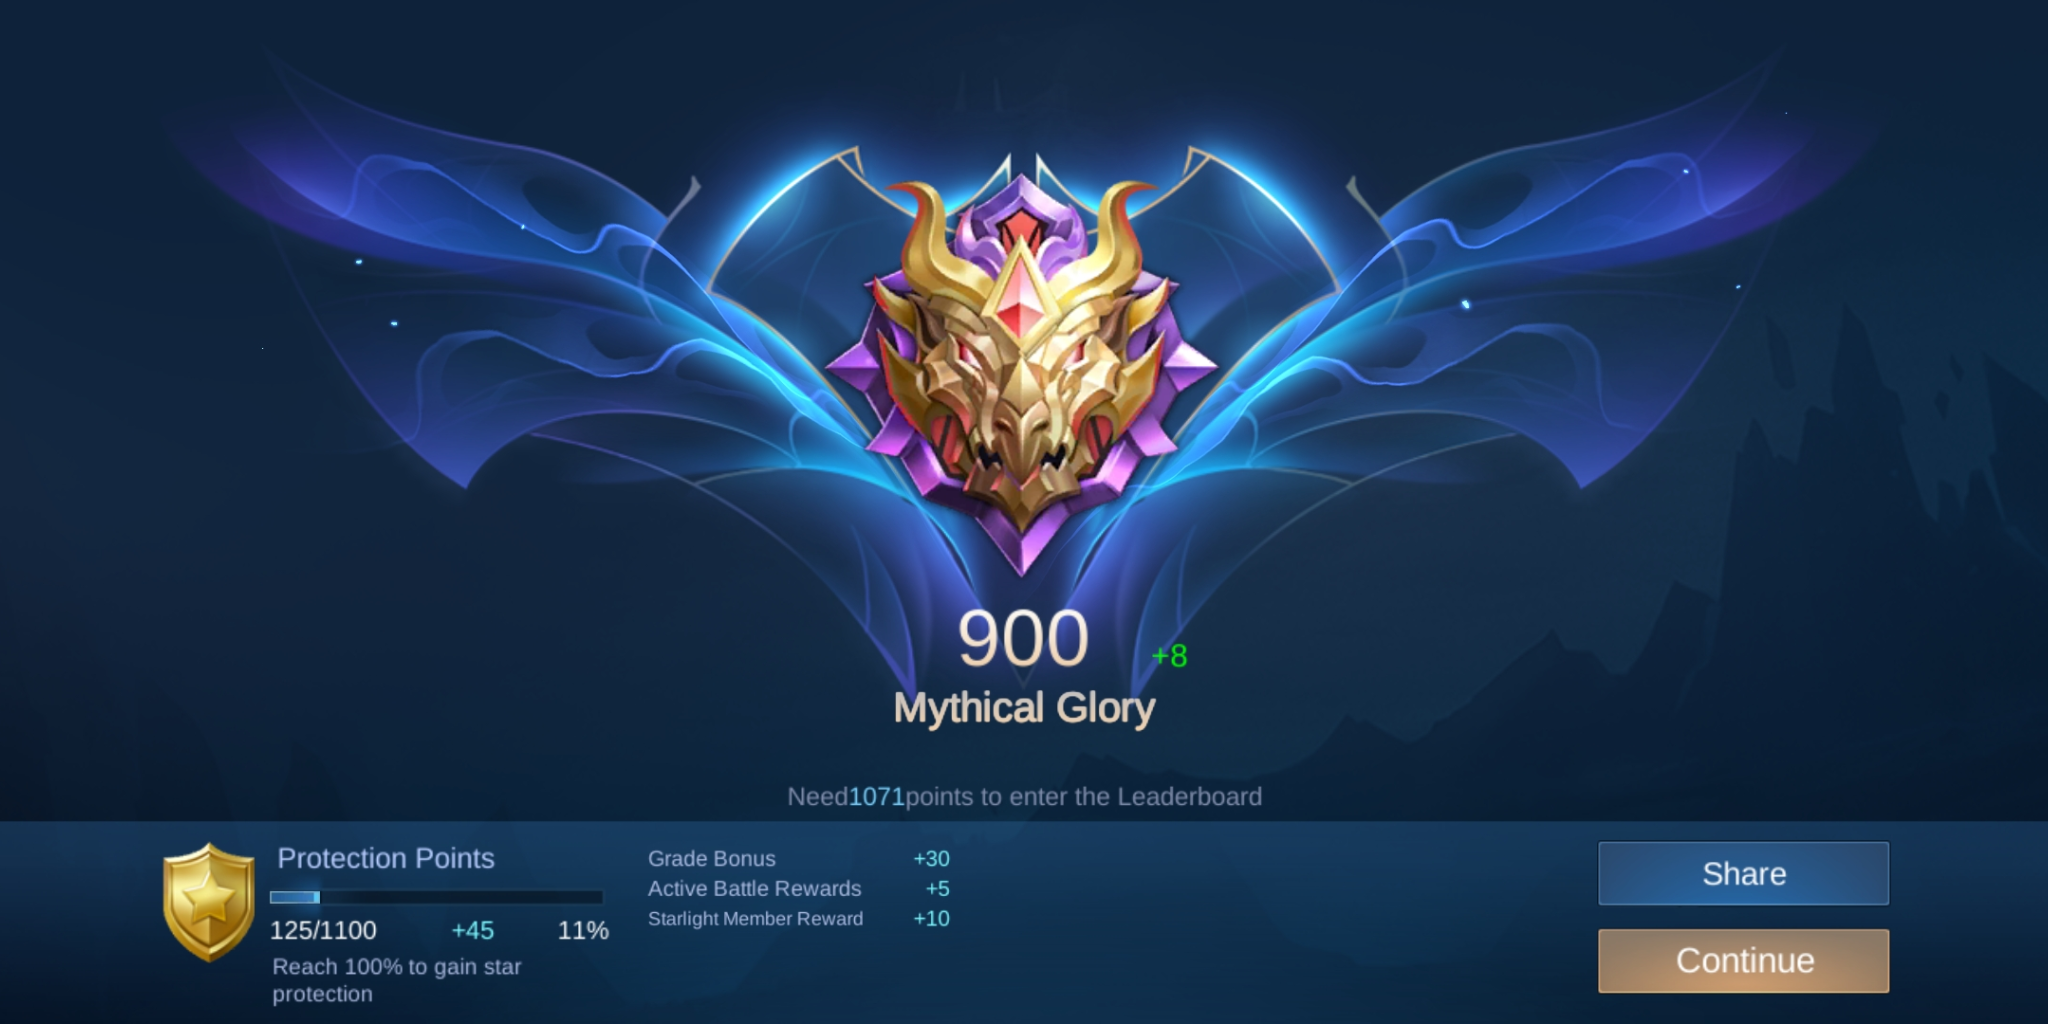 900
+8
Mythical Glory
Need1071points to enter the Leaderboard
Protection Points
125/1100 +45 11%
Reach 100% to gain star
protection
Grade Bonus +30
Active Battle Rewards +5
Starlight Member Reward +10
Share
Continue